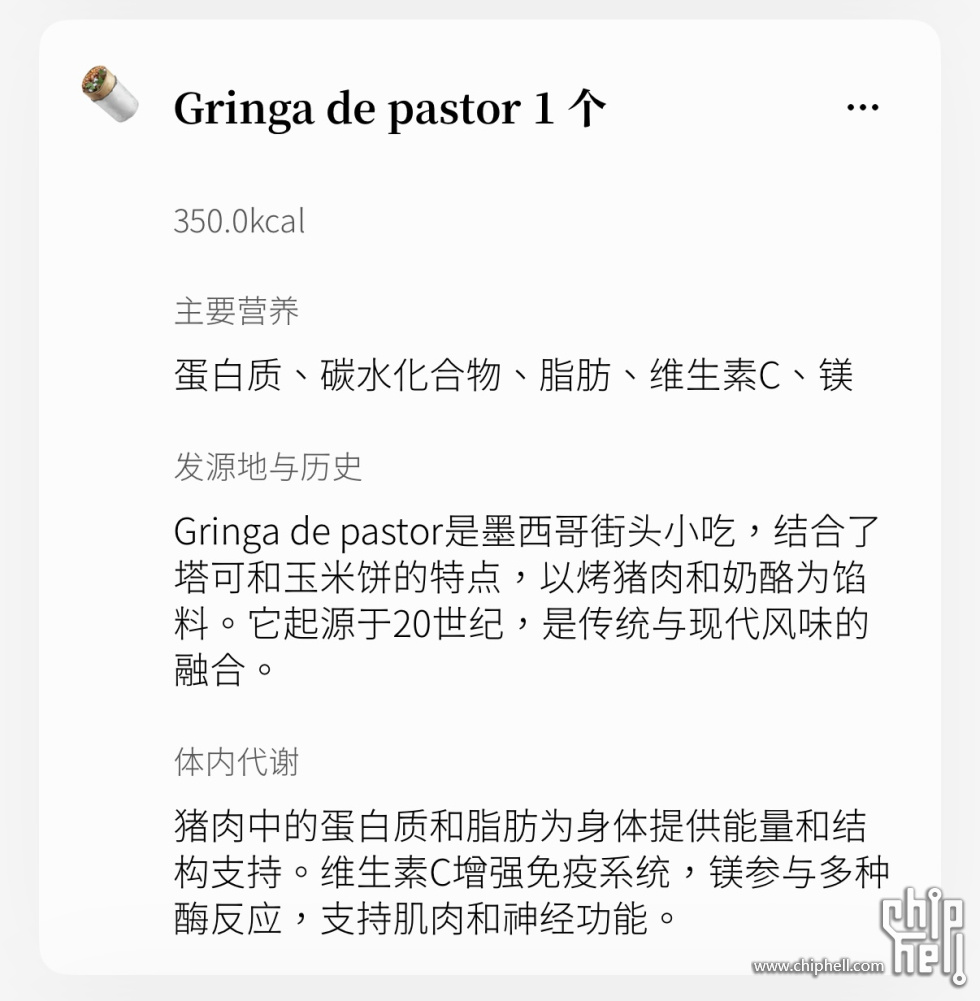 Gringa de pastor 1 个
350.0kcal
主要营养
蛋白质、碳水化合物、脂肪、维生素C、镁
发源地与历史
Gringa de pastor是墨西哥街头小吃，结合了
塔可和玉米饼的特点，以烤猪肉和奶酪为馅
料。它起源于20世纪，是传统与现代风味的
融合。
体内代谢
猪肉中的蛋白质和脂肪为身体提供能量和结
构支持。维生素C增强免疫系统，镁参与多种
酶反应，支持肌肉和神经功能。
chip
hell
www.chiphell.com